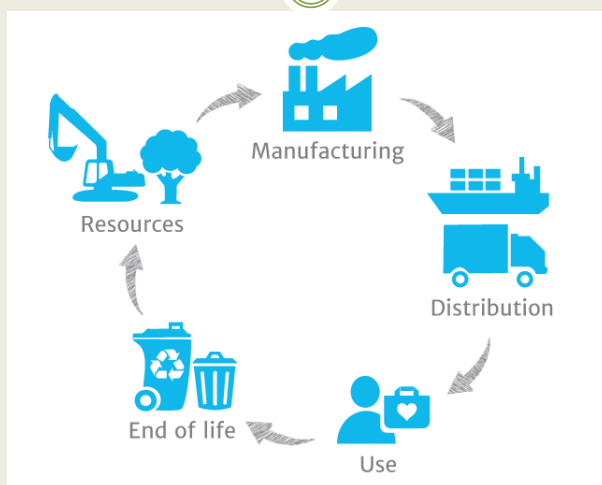 Manufacturing
Resources
Distribution
End of life
Use